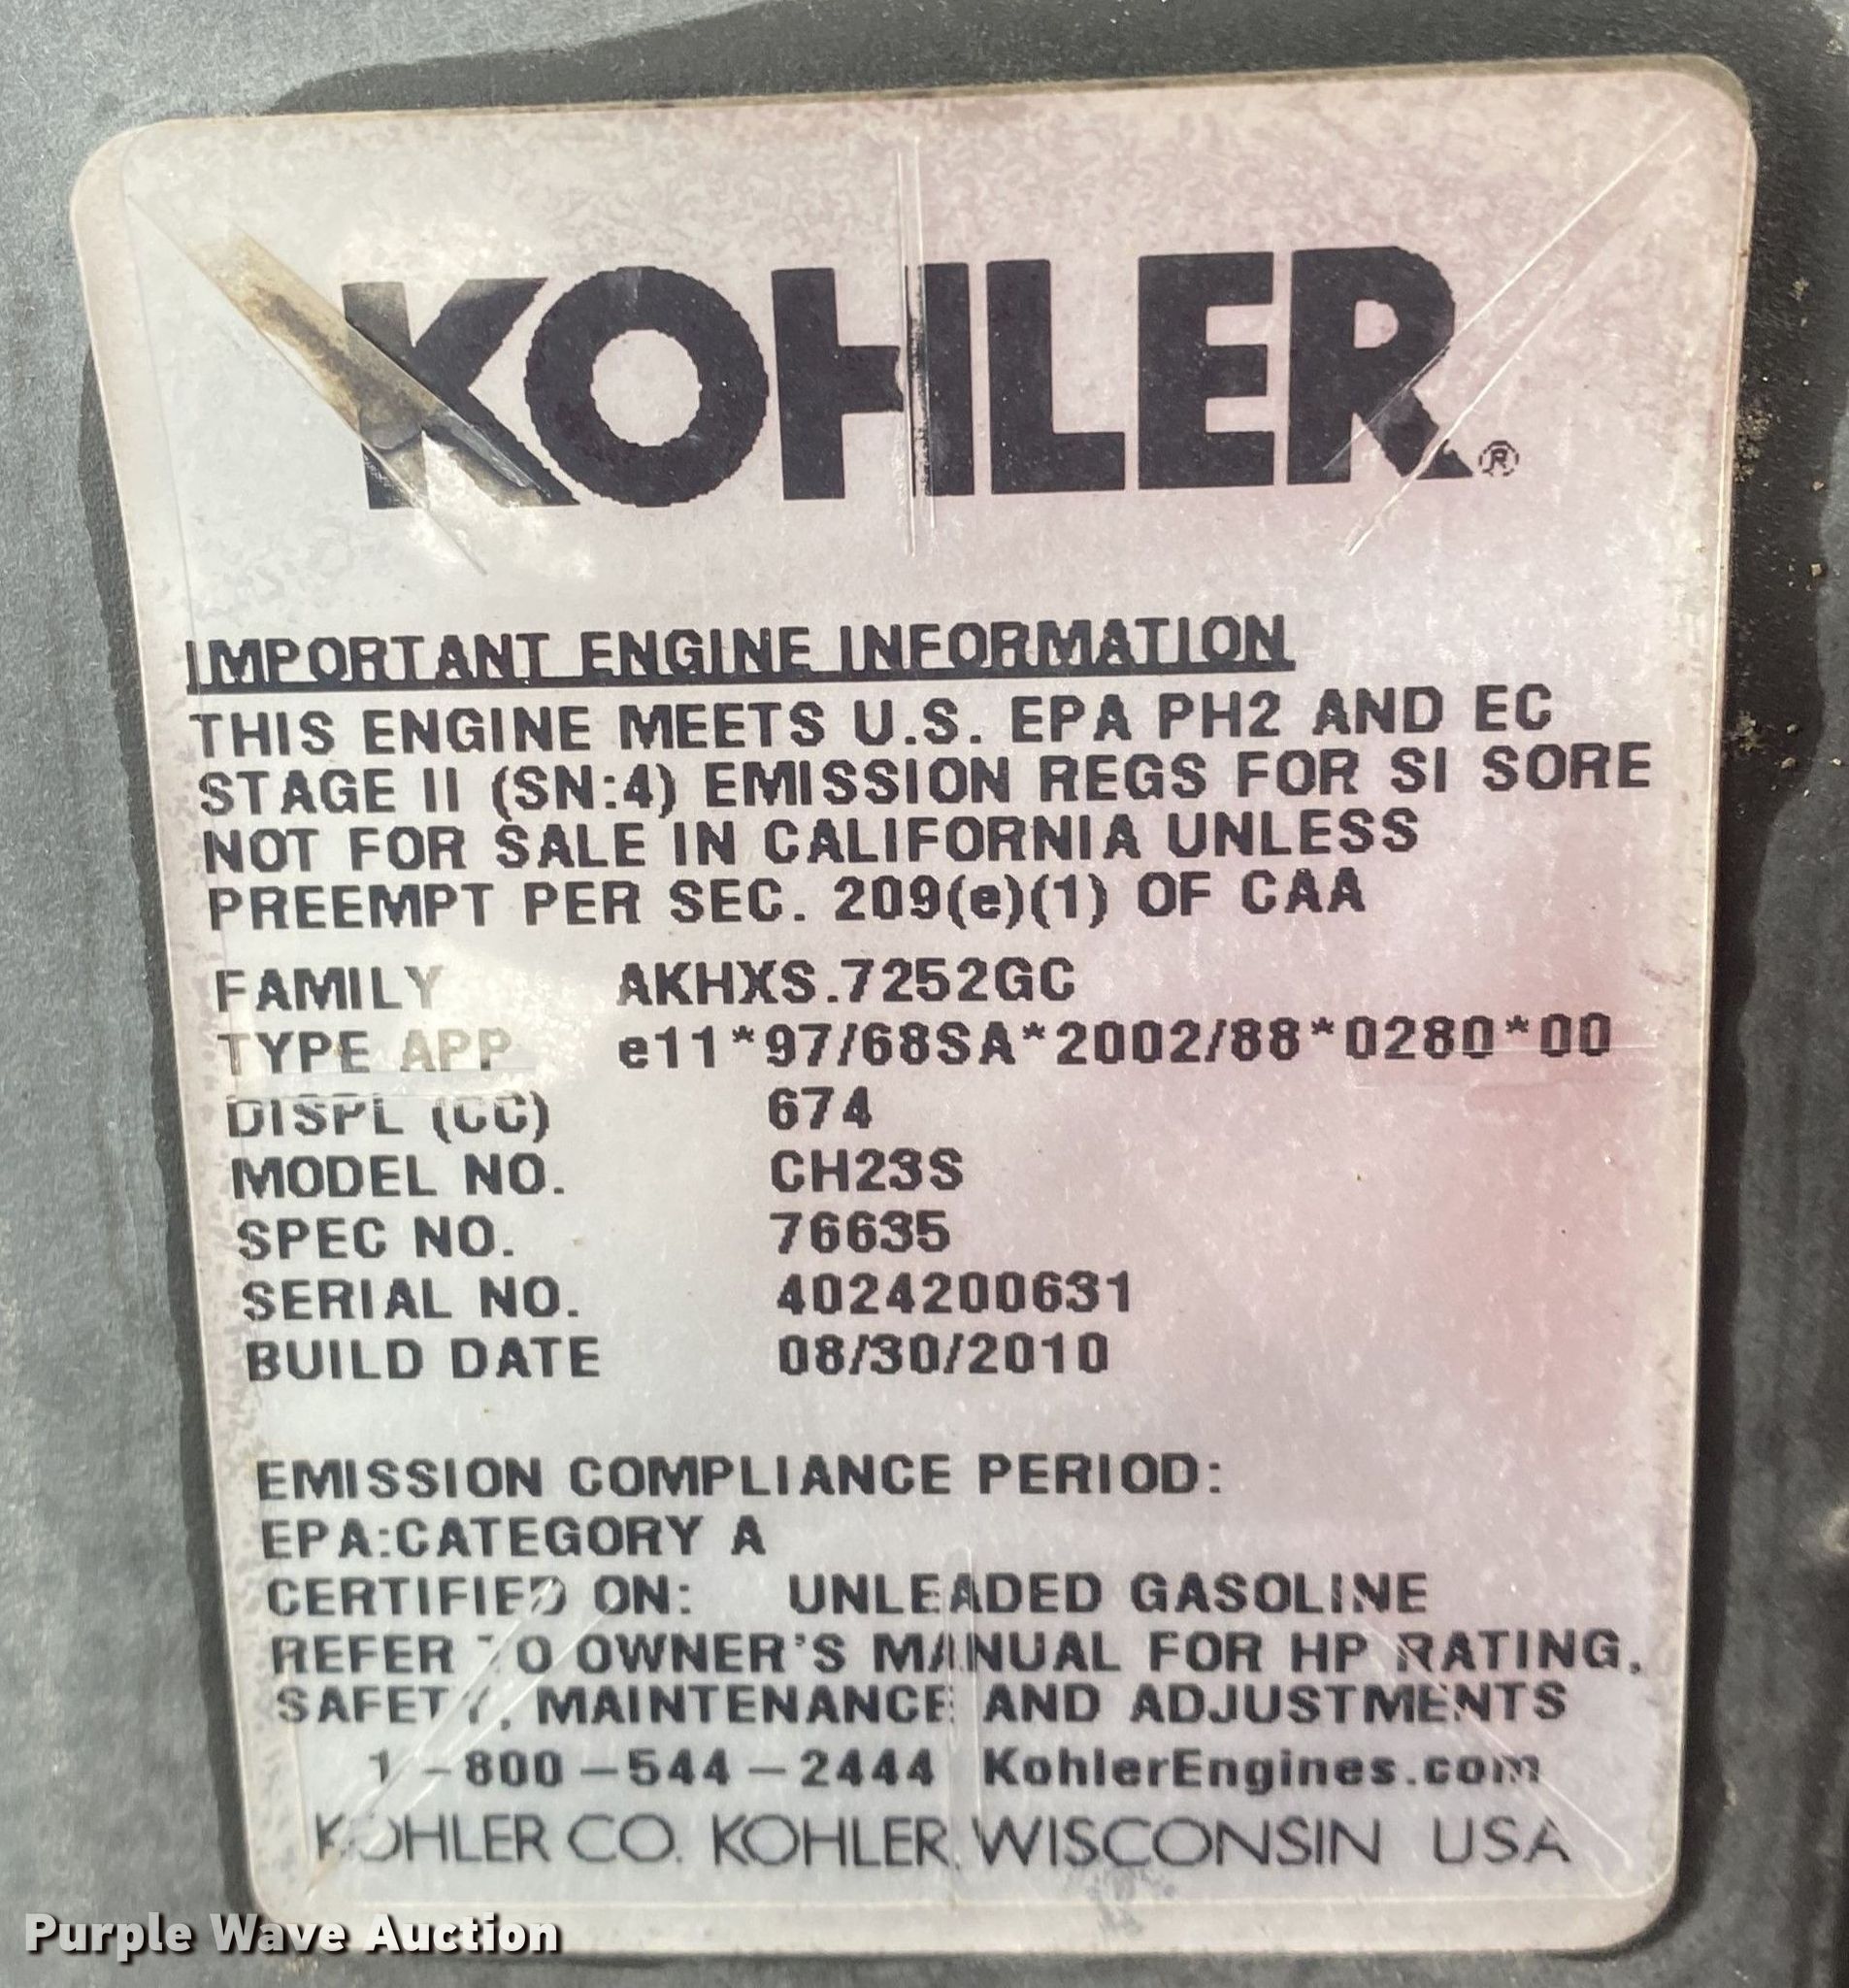 KOHLER®
IMPORTANT ENGINE INFORMATION
THIS ENGINE MEETS U.S. EPA PH2 AND EC
STAGE II (SN:4) EMISSION REGS FOR SI SORE
NOT FOR SALE IN CALIFORNIA UNLESS
PREEMPT PER SEC. 209(e)(1) OF CAA
FAMILY AKHXS.7252GC
TYPE APP e11*97/68SA*2002/88*0280*00
DISPL (CC) 674
MODEL NO. CH23S
SPEC NO. 76635
SERIAL NO. 4024200631
BUILD DATE 08/30/2010
EMISSION COMPLIANCE PERIOD:
EPA:CATEGORY A
CERTIFIED ON: UNLEADED GASOLINE
REFER TO OWNER'S MANUAL FOR HP RATING,
SAFETY, MAINTENANCE AND ADJUSTMENTS
1-800-544-2444 KohlerEngines.com
KOHLER CO. KOHLER, WISCONSIN USA
Purple Wave Auction